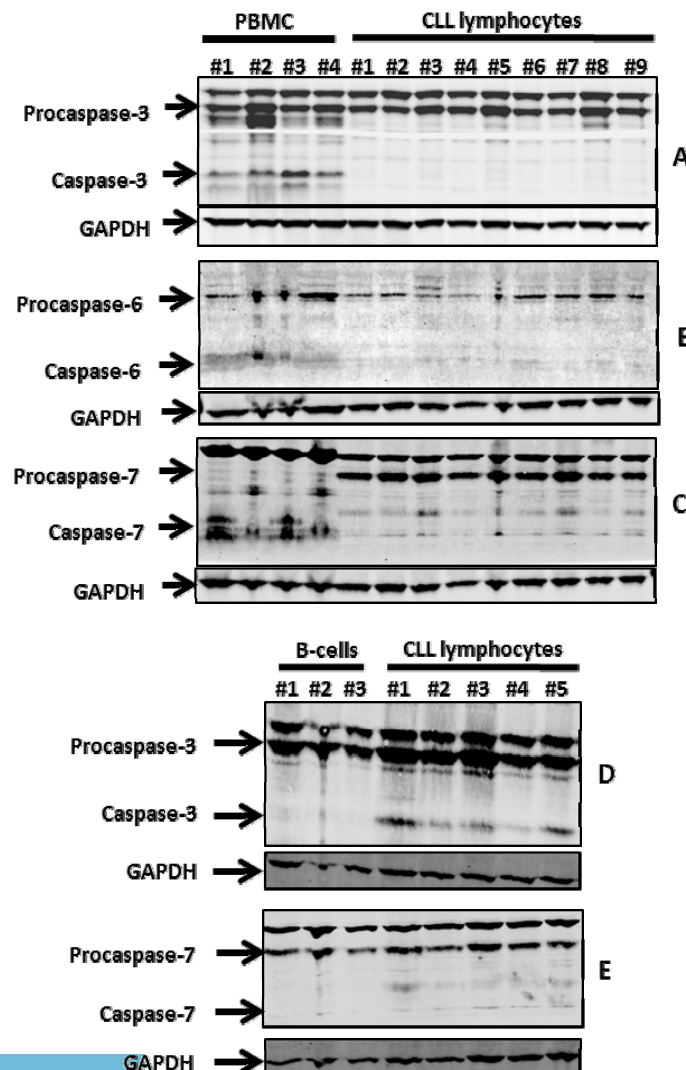 PBMC CLL lymphocytes
#1 #2 #3 #4 #1 #2 #3 #4 #5 #6 #7 #8 #9
Procaspase-3
A
Caspase-3
GAPDH
Procaspase-6
Caspase-6
GAPDH
Procaspase-7
C
Caspase-7
GAPDH
B-cells CLL lymphocytes
#1 #2 #3 #1 #2 #3 #4 #5
Procaspase-3
D
Caspase-3
GAPDH
Procaspase-7
E
Caspase-7
GAPDH